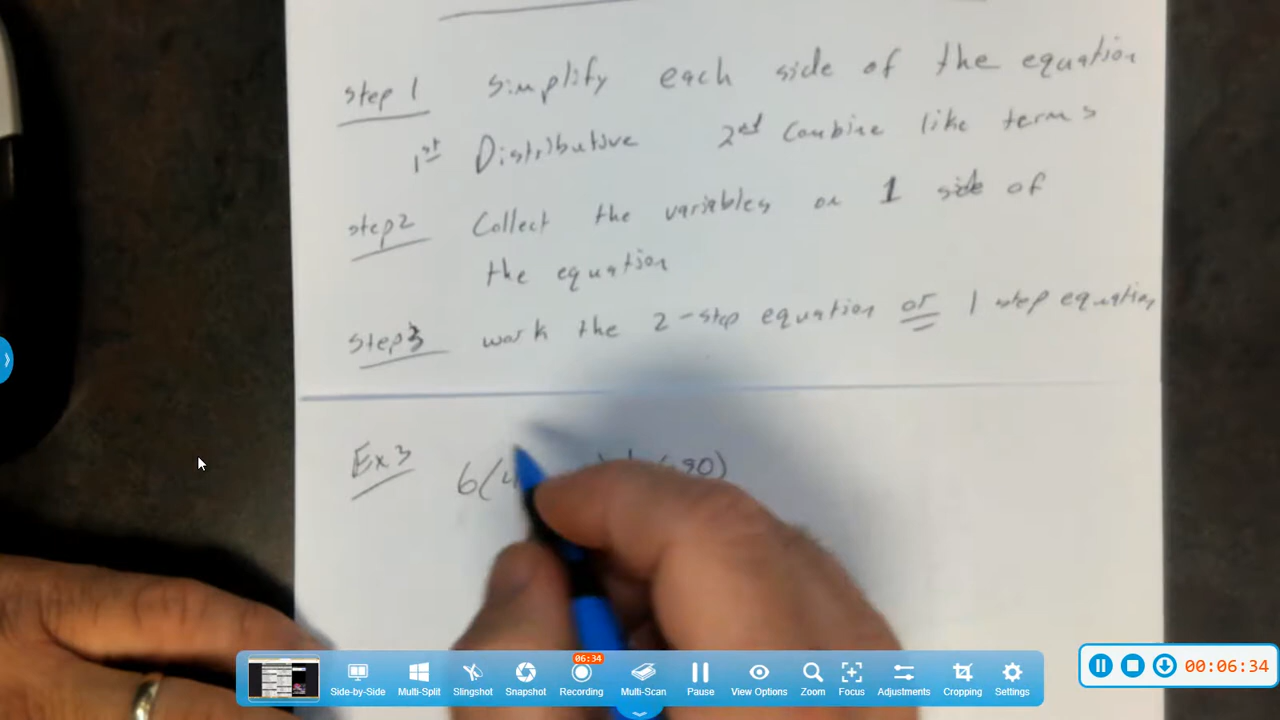 step 1 Simplify each side of the equation
1st Distributive 2ed Combine like terms
step2 Collect the variables on 1 side of
the equation
step3 work the 2-step equation or 1 step equation
Ex3 6(4
06:34
Side-by-Side Multi-Split Slingshot Snapshot Recording Multi-Scan Pause View Options Zoom Focus Adjustments Cropping Settings
00:06:34